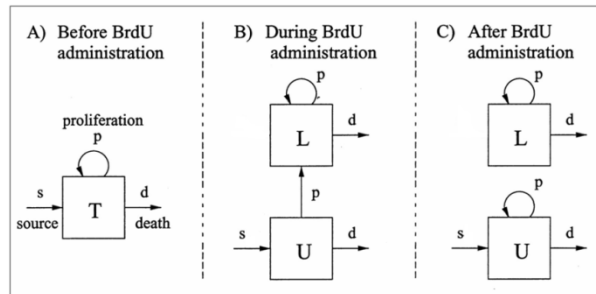 A) Before BrdU
administration
proliferation
p
s
T
d
source
death
B) During BrdU
administration
p
L
d
p
s
U
d
C) After BrdU
administration
p
L
d
p
s
U
d